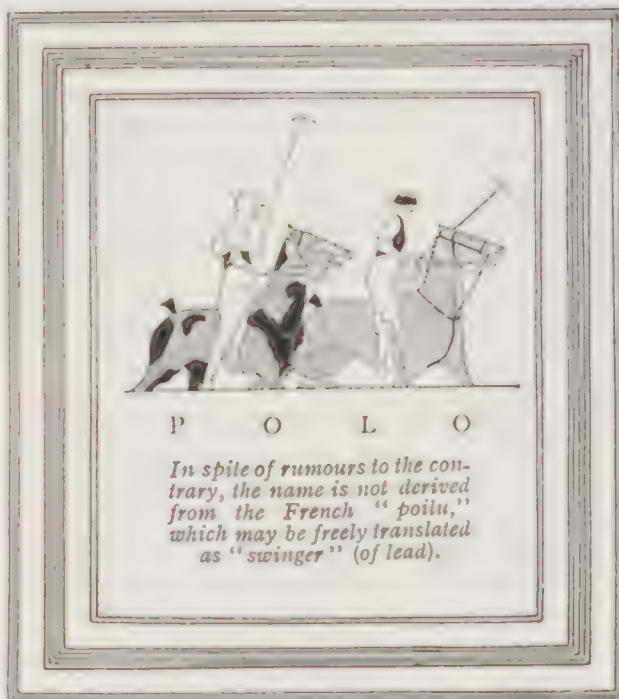 P O L O
In spite of rumours to the con-
trary, the name is not derived
from the French "poilu,"
which may be freely translated
as "swinger" (of lead).